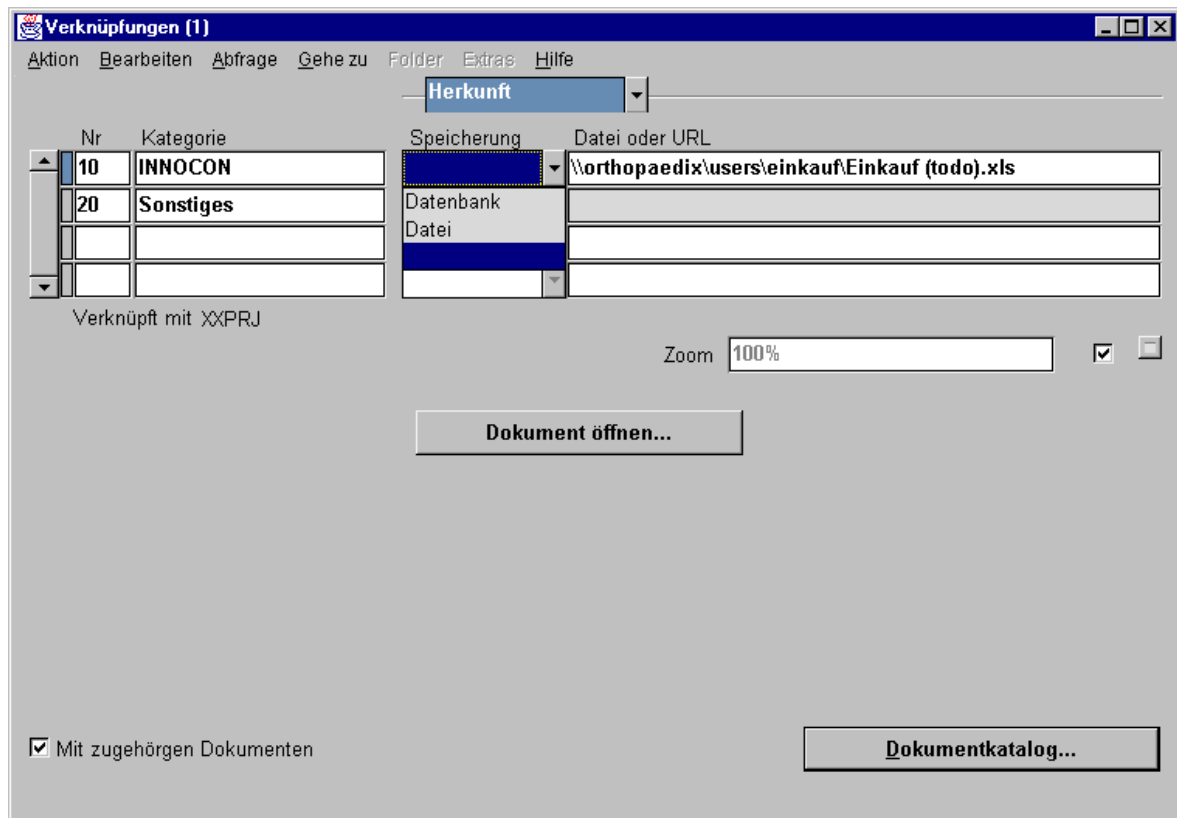 Verknüpfungen (1)
Aktion Bearbeiten Abfrage Gehe zu Folder Extras Hilfe
Herkunft
Nr Kategorie Speicherung Datei oder URL
10 INNOCON \\orthopaedix\users\einkauf\Einkauf (todo).xls
20 Sonstiges Datenbank
Datei
Verknüpft mit XXPRJ
Zoom 100%
Dokument öffnen...
Mit zugehörgen Dokumenten Dokumentkatalog...